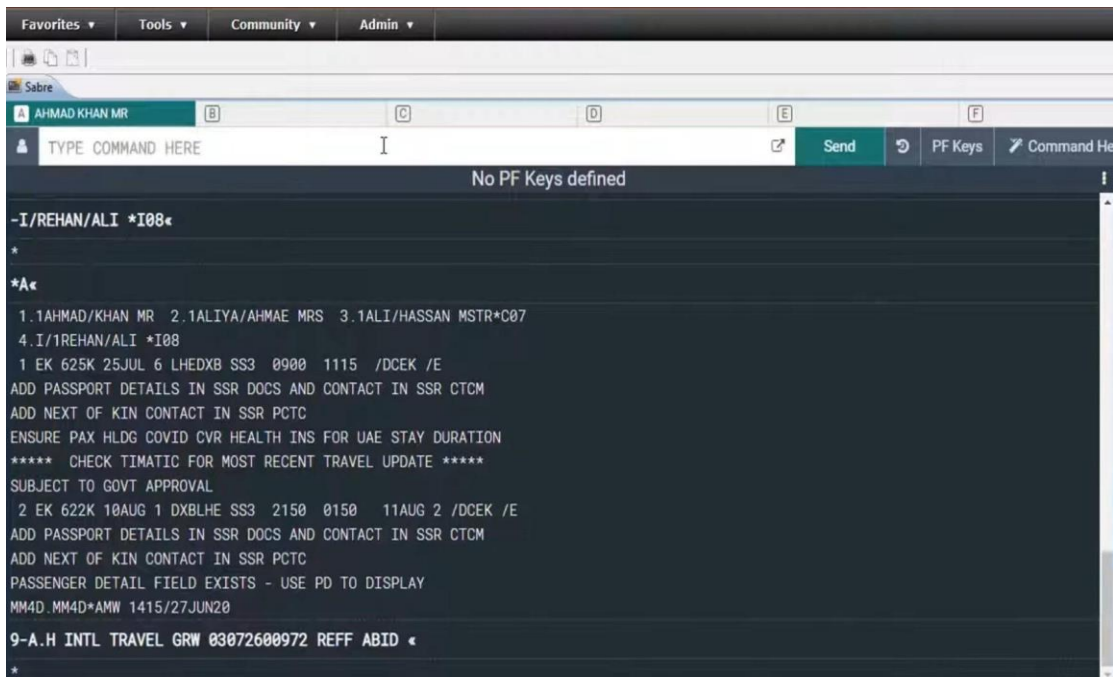 Favorites ▾ Tools ▾ Community ▾ Admin ▾
Sabre
A AHMAD KHAN MR B C D E F
TYPE COMMAND HERE Send PF Keys Command He
No PF Keys defined
-I/REHAN/ALI *I08«
*
*A«
1.1AHMAD/KHAN MR 2.1ALIYA/AHMAE MRS 3.1ALI/HASSAN MSTR*C07
4.I/1REHAN/ALI *I08
1 EK 625K 25JUL 6 LHEDXB SS3 0900 1115 /DCEK /E
ADD PASSPORT DETAILS IN SSR DOCS AND CONTACT IN SSR CTCM
ADD NEXT OF KIN CONTACT IN SSR PCTC
ENSURE PAX HLDG COVID CVR HEALTH INS FOR UAE STAY DURATION
***** CHECK TIMATIC FOR MOST RECENT TRAVEL UPDATE *****
SUBJECT TO GOVT APPROVAL
2 EK 622K 10AUG 1 DXBLHE SS3 2150 0150 11AUG 2 /DCEK /E
ADD PASSPORT DETAILS IN SSR DOCS AND CONTACT IN SSR CTCM
ADD NEXT OF KIN CONTACT IN SSR PCTC
PASSENGER DETAIL FIELD EXISTS - USE PD TO DISPLAY
MM4D.MM4D*AMW 1415/27JUN20
9-A.H INTL TRAVEL GRW 03072600972 REFF ABID «
*